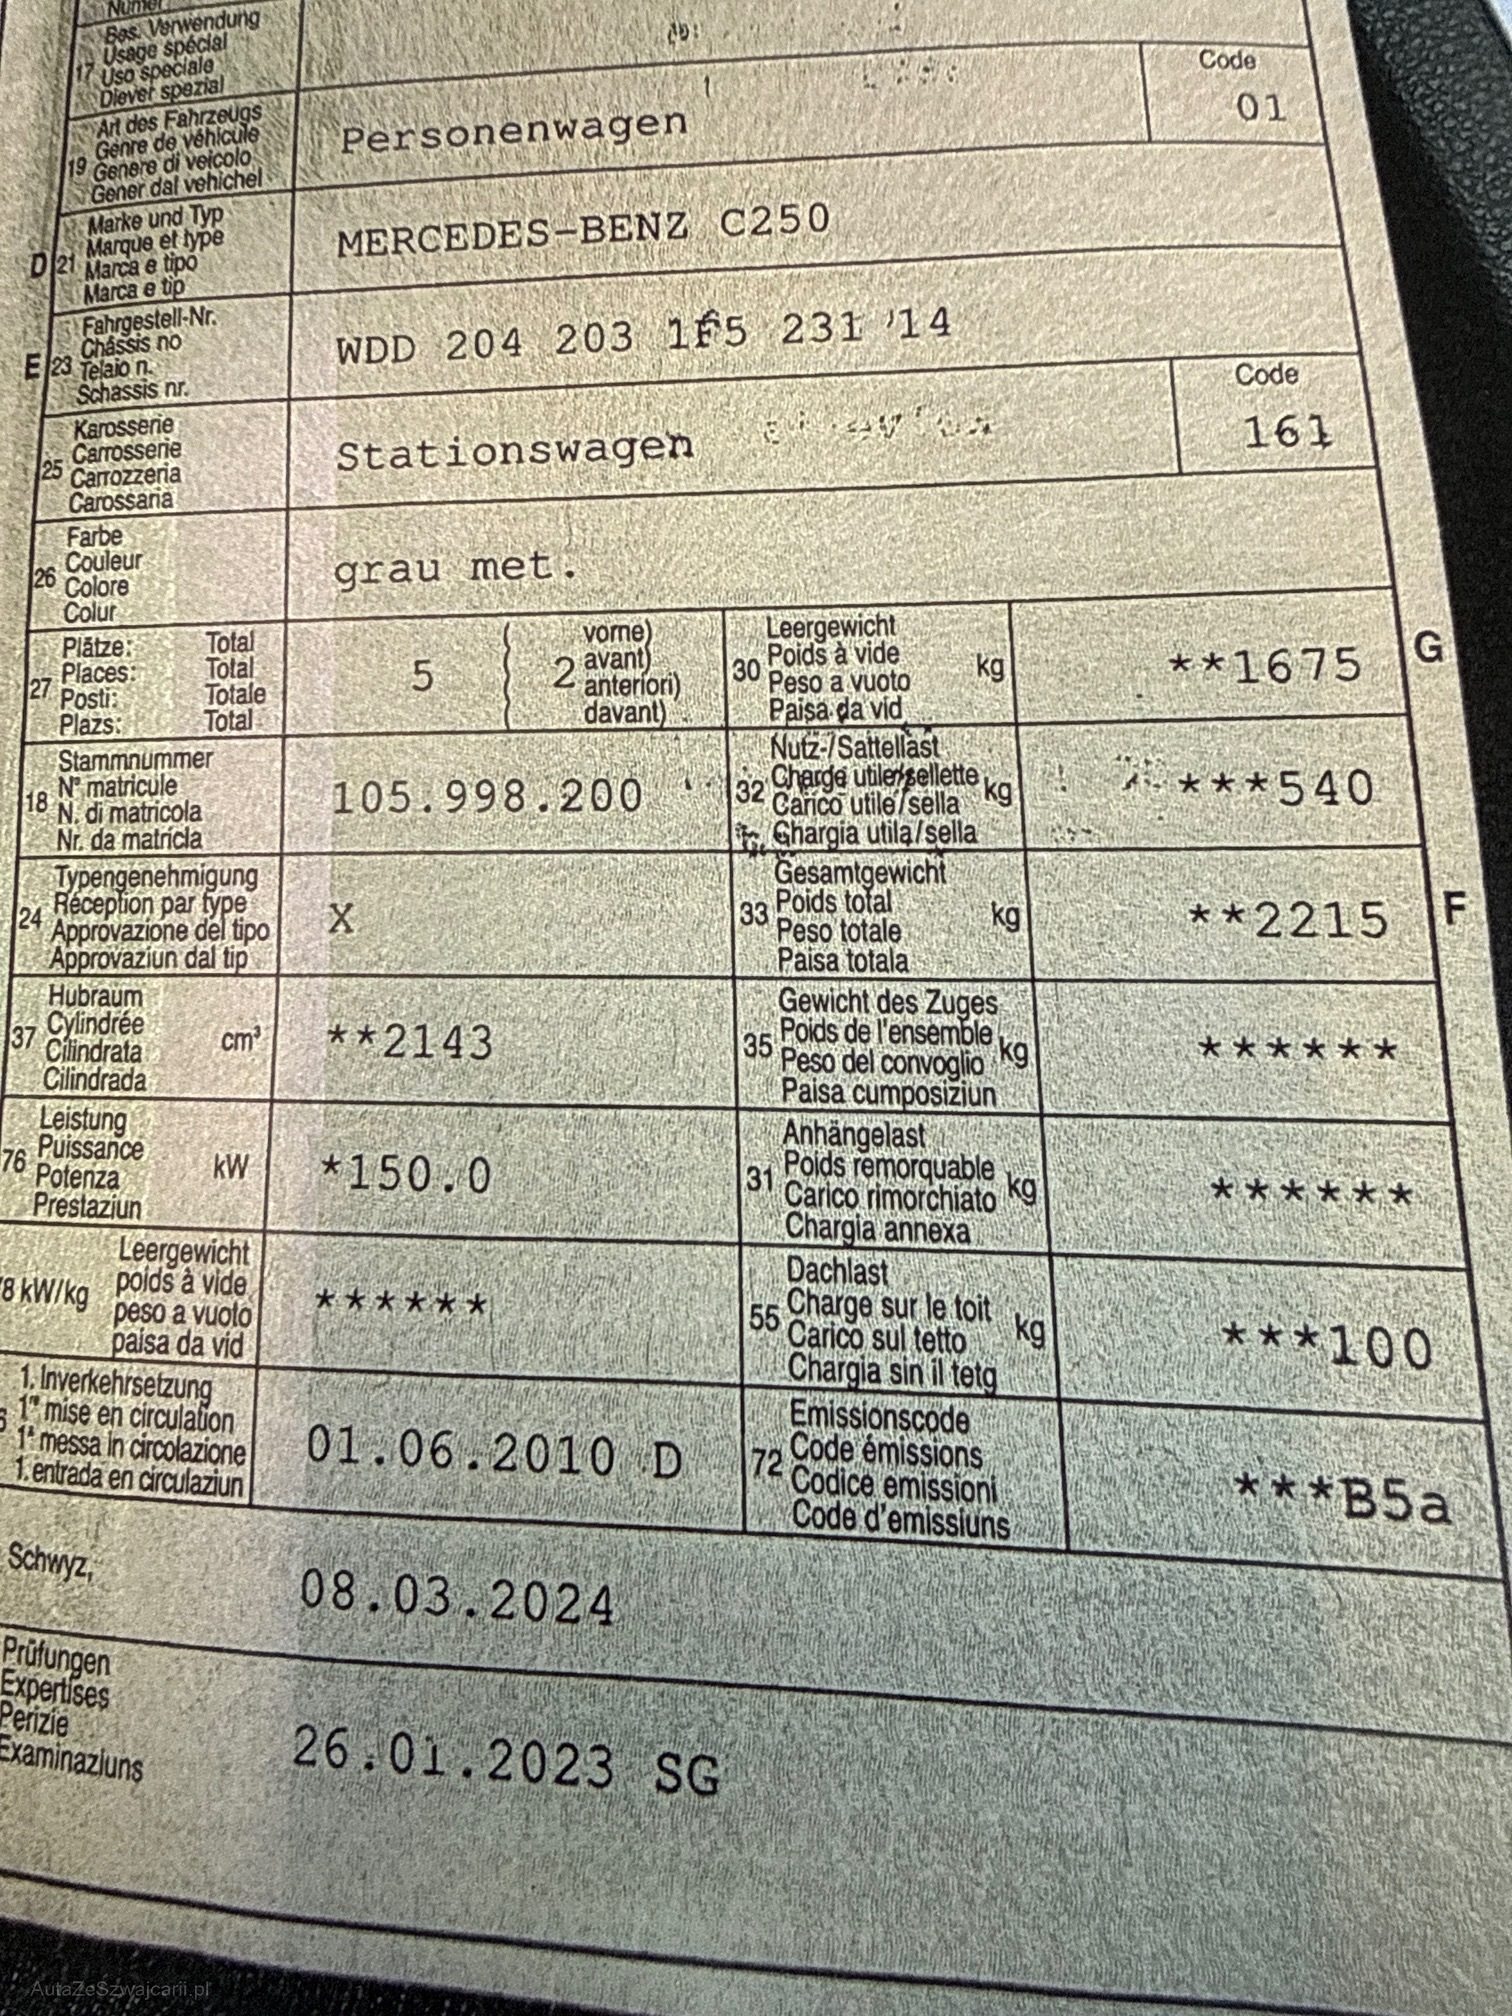 Numer
Bes. Verwendung
Usage spécial
17 Uso speciale
Diever spezial
Art des Fahrzeugs
Genre de véhicule
19 Genere di veicolo
Gener dal vehichel
Personenwagen
Code
01
Marke und Typ
Marque et type
D 21 Marca e tipo
Marca e tip
MERCEDES-BENZ C250
Fahrgestell-Nr.
Châssis no
E 23 Telaio n.
Schassis nr.
WDD 204 203 1F5 231 '14
Karosserie
Carrosserie
25 Carrozzeria
Carossaria
Stationswagen
Code
161
Farbe
Couleur
26 Colore
Colur
grau met.
Plätze: Total
Places: Total
27 Posti: Totale
Plazs: Total
5 2
vorne)
avant)
anteriori)
davant)
Leergewicht
30 Poids à vide kg
Peso a vuoto
Paisa da vid
**1675
G
Stammnummer
N° matricule
18 N. di matricola
Nr. da matricla
105.998.200
Nutz-/Sattellast
32 Charge utile/sellette kg
Carico utile/sella
Chargia utila/sella
***540
Typengenehmigung
24 Réception par type
Approvazione del tipo
Approvaziun dal tip
X
Gesamtgewicht
33 Poids total kg
Peso totale
Paisa totala
**2215
F
Hubraum
37 Cylindrée cm³
Cilindrata
Cilindrada
**2143
Gewicht des Zuges
35 Poids de l'ensemble kg
Peso del convoglio
Paisa cumposiziun
******
Leistung
76 Puissance kW
Potenza
Prestaziun
*150.0
Anhängelast
31 Poids remorquable kg
Carico rimorchiato
Chargia annexa
******
Leergewicht
8 kW/kg poids à vide
peso a vuoto
paisa da vid
******
Dachlast
55 Charge sur le toit kg
Carico sul tetto
Chargia sin il tetg
***100
1. Inverkehrsetzung
1re mise en circulation
1a messa in circolazione
1. entrada en circulaziun
01.06.2010 D
Emissionscode
72 Code émissions
Codice emissioni
Code d'emissiuns
***B5a
Schwyz,
08.03.2024
Prüfungen
Expertises
Perizie
Examinaziuns
26.01.2023 SG
AutaZeSzwajcarii.pl